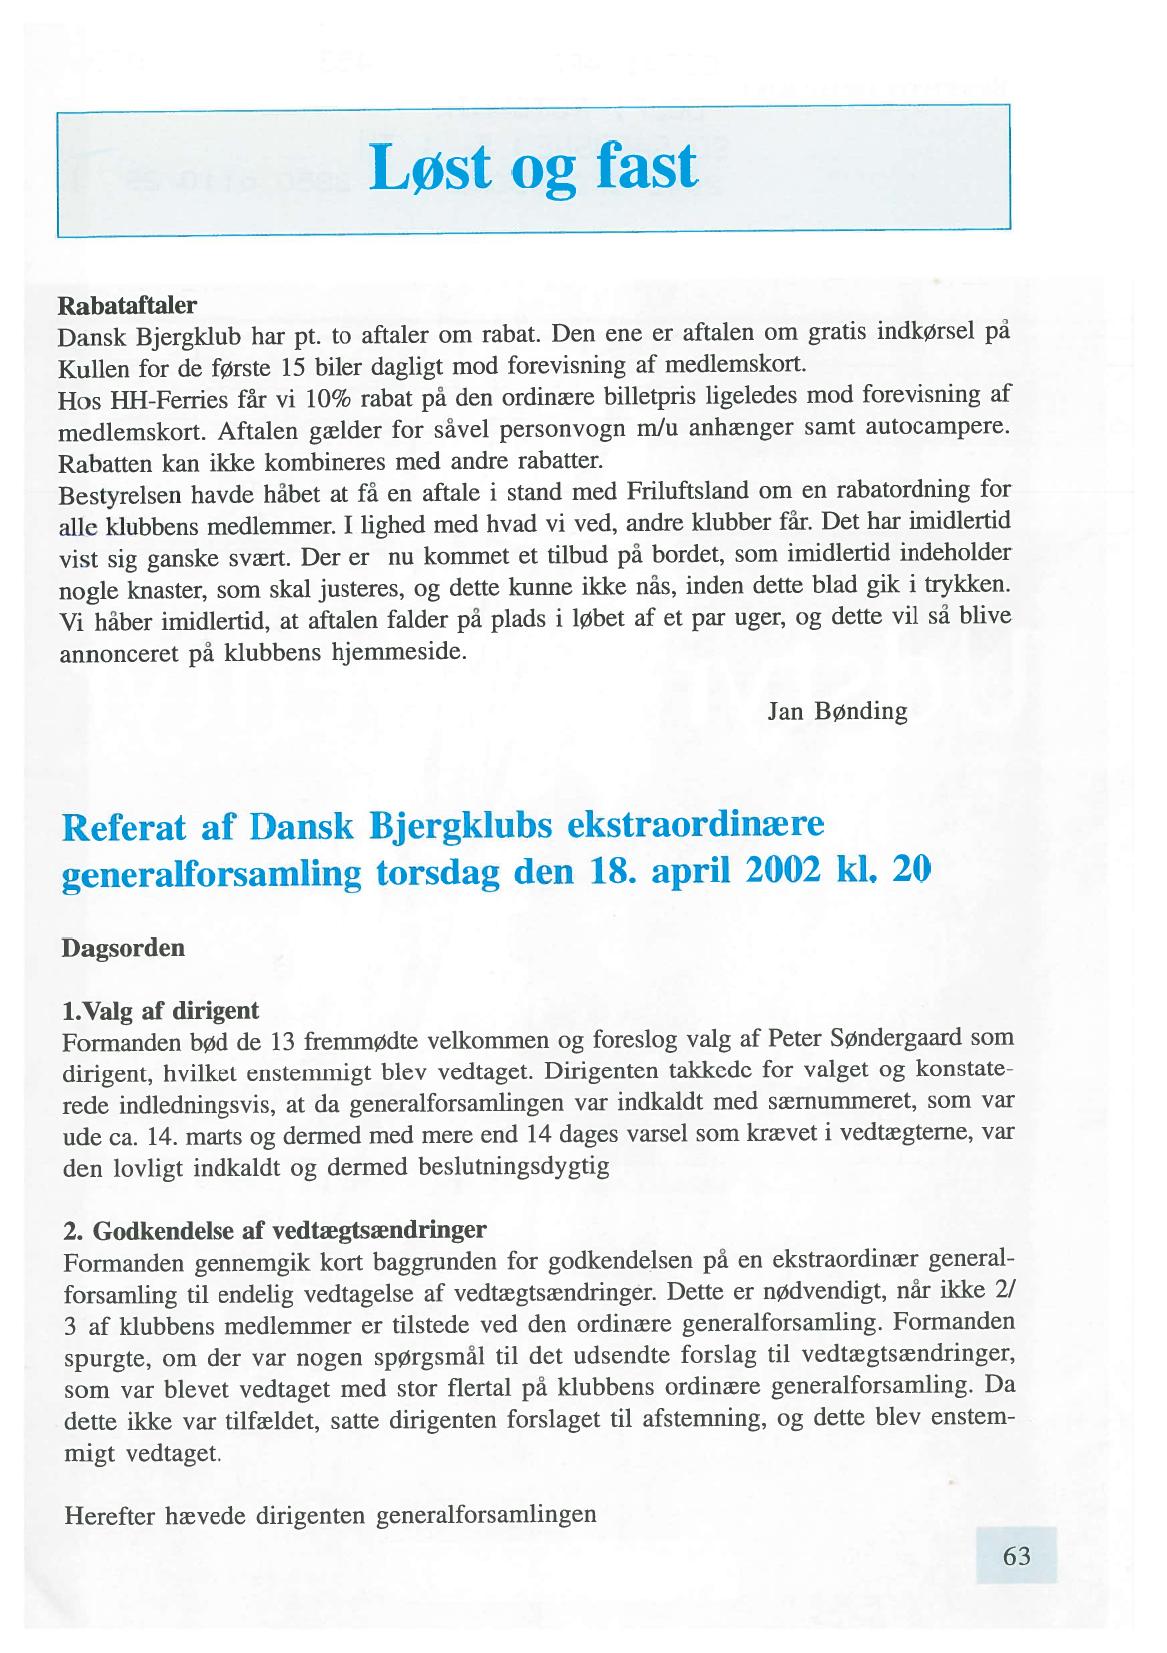 Løst og fast
Rabataftaler
Dansk Bjergklub har pt. to aftaler om rabat. Den ene er aftalen om gratis indkørsel på
Kullen for de første 15 biler dagligt mod forevisning af medlemskort.
Hos HH-Ferries får vi 10% rabat på den ordinære billetpris ligeledes mod forevisning af
medlemskort. Aftalen gælder for såvel personvogn m/u anhænger samt autocampere.
Rabatten kan ikke kombineres med andre rabatter.
Bestyrelsen havde håbet at få en aftale i stand med Friluftsland om en rabatordning for
alle klubbens medlemmer. I lighed med hvad vi ved, andre klubber får. Det har imidlertid
vist sig ganske svært. Der er nu kommet et tilbud på bordet, som imidlertid indeholder
nogle knaster, som skal justeres, og dette kunne ikke nås, inden dette blad gik i trykken.
Vi håber imidlertid, at aftalen falder på plads i løbet af et par uger, og dette vil så blive
annonceret på klubbens hjemmeside.
Jan Bønding
Referat af Dansk Bjergklubs ekstraordinære
generalforsamling torsdag den 18. april 2002 kl. 20
Dagsorden
1.Valg af dirigent
Formanden bød de 13 fremmødte velkommen og foreslog valg af Peter Søndergaard som
dirigent, hvilket enstemmigt blev vedtaget. Dirigenten takkede for valget og konstate-
rede indledningsvis, at da generalforsamlingen var indkaldt med særnummeret, som var
ude ca. 14. marts og dermed med mere end 14 dages varsel som krævet i vedtægterne, var
den lovligt indkaldt og dermed beslutningsdygtig
2. Godkendelse af vedtægtsændringer
Formanden gennemgik kort baggrunden for godkendelsen på en ekstraordinær general-
forsamling til endelig vedtagelse af vedtægtsændringer. Dette er nødvendigt, når ikke 2/
3 af klubbens medlemmer er tilstede ved den ordinære generalforsamling. Formanden
spurgte, om der var nogen spørgsmål til det udsendte forslag til vedtægtsændringer,
som var blevet vedtaget med stor flertal på klubbens ordinære generalforsamling. Da
dette ikke var tilfældet, satte dirigenten forslaget til afstemning, og dette blev enstem-
migt vedtaget.
Herefter hævede dirigenten generalforsamlingen
63